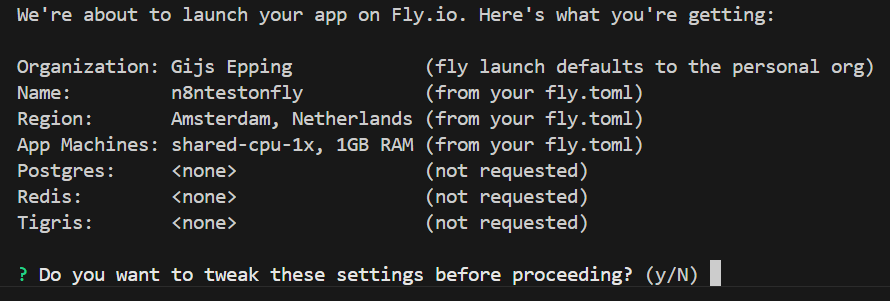 We're about to launch your app on Fly.io. Here's what you're getting:
Organization: Gijs Epping (fly launch defaults to the personal org)
Name: n8ntestonfly (from your fly.toml)
Region: Amsterdam, Netherlands (from your fly.toml)
App Machines: shared-cpu-1x, 1GB RAM (from your fly.toml)
Postgres: <none> (not requested)
Redis: <none> (not requested)
Tigris: <none> (not requested)
? Do you want to tweak these settings before proceeding? (y/N)